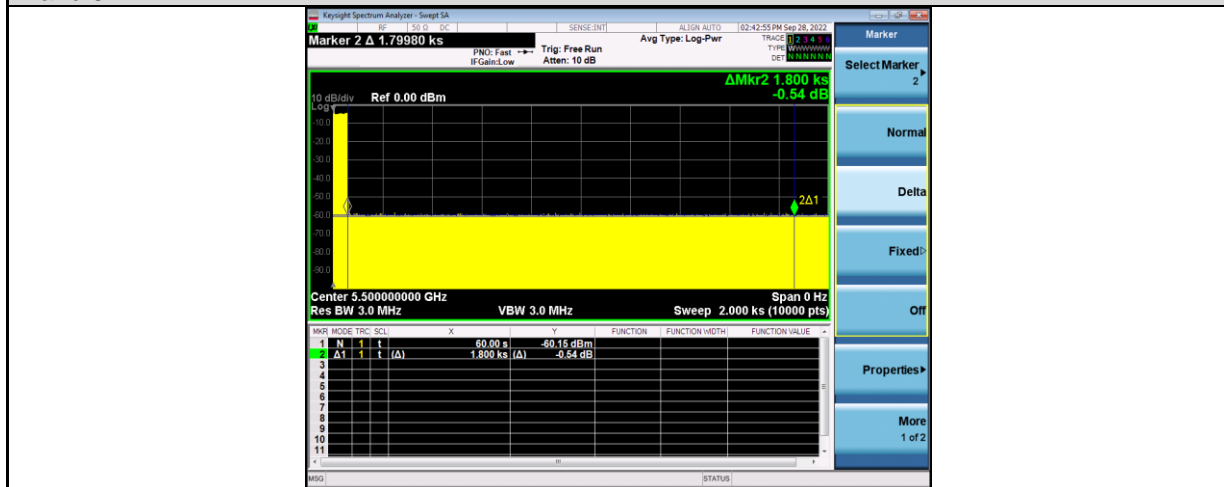 Keysight Spectrum Analyzer - Swept SA
RF 50 Ω DC SENSE:INT ALIGN AUTO 02:42:55 PM Sep 28, 2022
Marker 2 Δ 1.79980 ks
PNO: Fast
IFGain:Low
Trig: Free Run
Atten: 10 dB
Avg Type: Log-Pwr
TRACE 1 2 3 4 5 6
TYPE WWWWWW
DET N N N N N N
ΔMkr2 1.800 ks
-0.54 dB
10 dB/div Ref 0.00 dBm
Log
-10.0
-20.0
-30.0
-40.0
-50.0
-60.0
-70.0
-80.0
-90.0
2Δ1
Center 5.500000000 GHz Span 0 Hz
Res BW 3.0 MHz VBW 3.0 MHz Sweep 2.000 ks (10000 pts)
MKR MODE TRC SCL X Y FUNCTION FUNCTION WIDTH FUNCTION VALUE
1 N 1 t 60.00 s -60.15 dBm
2 Δ1 1 t (Δ) 1.800 ks (Δ) -0.54 dB
3
4
5
6
7
8
9
10
11
MSG STATUS
Marker
Select Marker
2
Normal
Delta
Fixed
Off
Properties
More
1 of 2